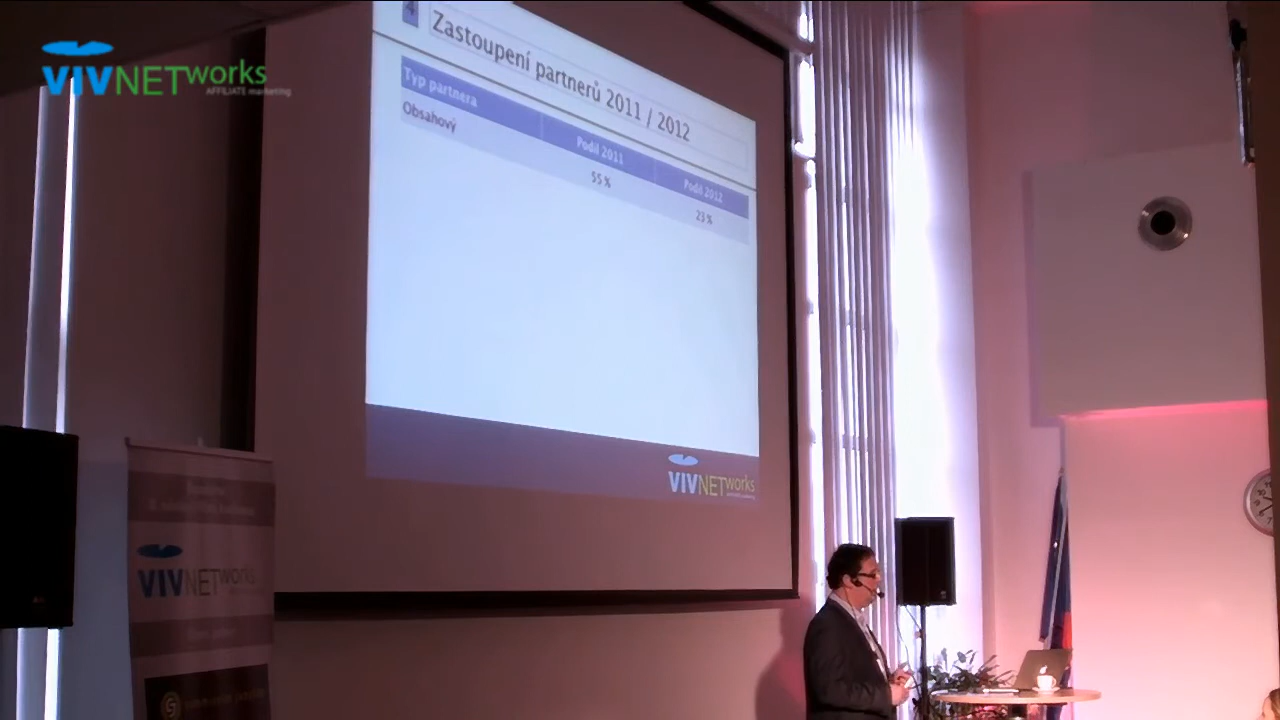 VIVNETworks
AFFILIATE marketing
4
Zastoupení partnerů 2011 / 2012
Typ partnera
Podíl 2011
Podíl 2012
Obsahový
55 %
23 %
VIVNETworks
VIVNETworks